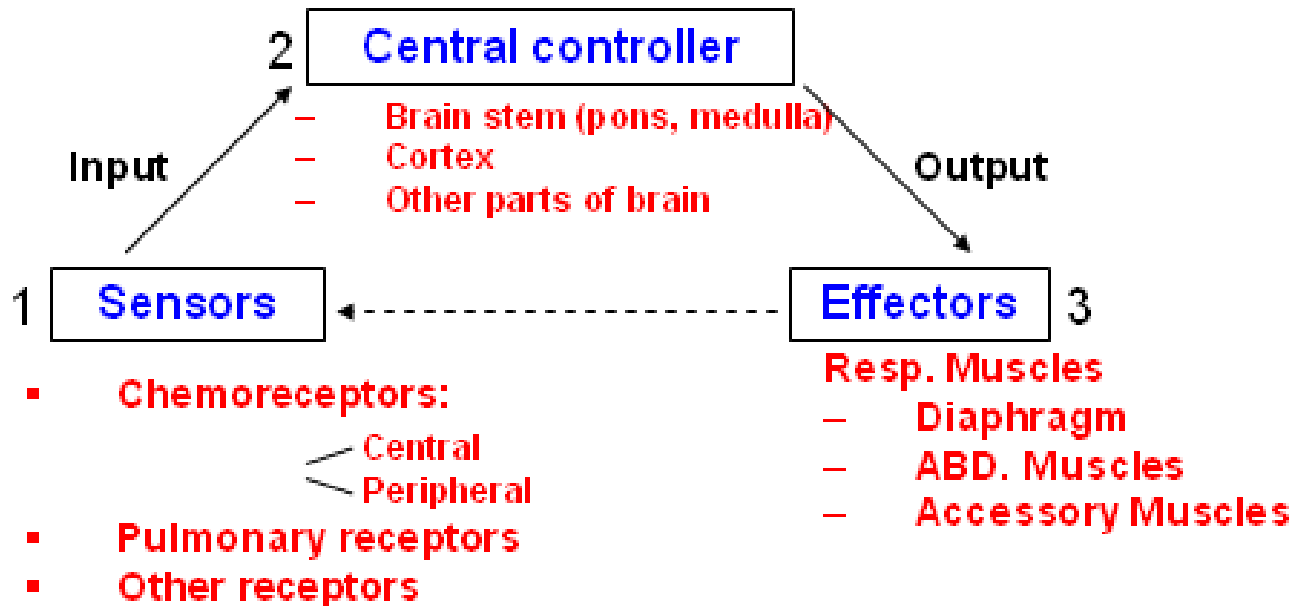 2 Central controller
– Brain stem (pons, medulla)
– Cortex
– Other parts of brain
Input
Output
1 Sensors
Effectors 3
▪ Chemoreceptors:
Central
Peripheral
▪ Pulmonary receptors
▪ Other receptors
Resp. Muscles
– Diaphragm
– ABD. Muscles
– Accessory Muscles